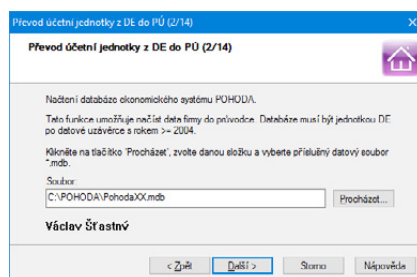 Převod účetní jednotky z DE do PÚ (2/14)
Převod účetní jednotky z DE do PÚ (2/14)
Načtení databáze ekonomického systému POHODA.
Tato funkce umožňuje načíst data firmy do průvodce. Databáze musí být jednotkou DE
po datové uzávěrce s rokem >= 2004.
Klikněte na tlačítko 'Procházet', zvolte danou složku a vyberte příslušný datový soubor
*.mdb.
Soubor:
C:\POHODA\PohodaXX.mdb
Procházet...
Václav Šťastný
< Zpět
Další >
Storno
Nápověda